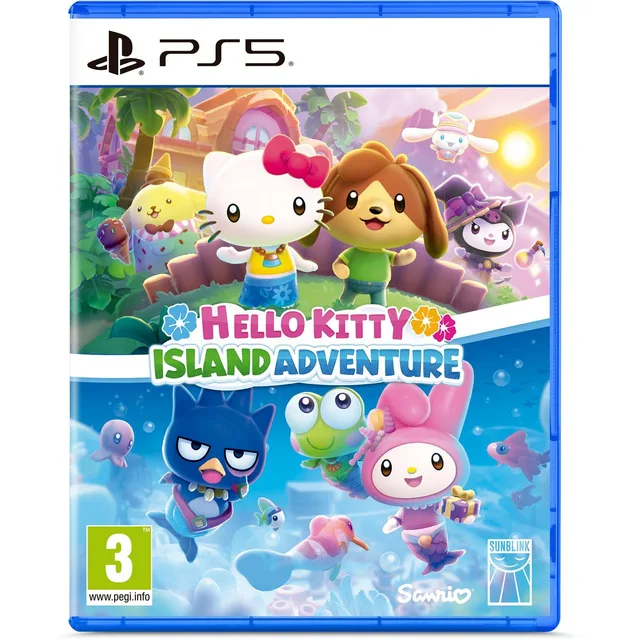 PS5
HELLO KITTY
ISLAND ADVENTURE
3
www.pegi.info
Sanrio
SUNBLINK